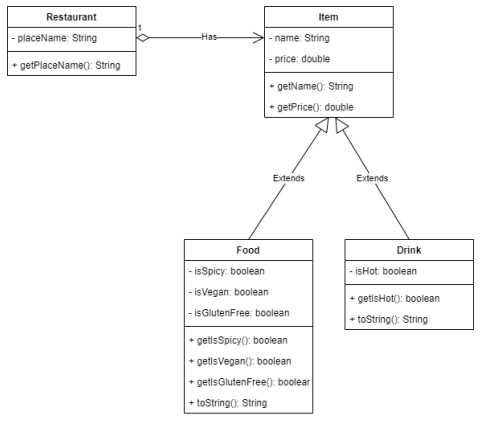 Restaurant
- placeName: String
+ getPlaceName(): String
1
Has
Item
- name: String
- price: double
+ getName(): String
+ getPrice(): double
Extends
Extends
Food
- isSpicy: boolean
- isVegan: boolean
- isGlutenFree: boolean
+ getIsSpicy(): boolean
+ getIsVegan(): boolean
+ getIsGlutenFree(): boolear
+ toString(): String
Drink
- isHot: boolean
+ getIsHot(): boolean
+ toString(): String